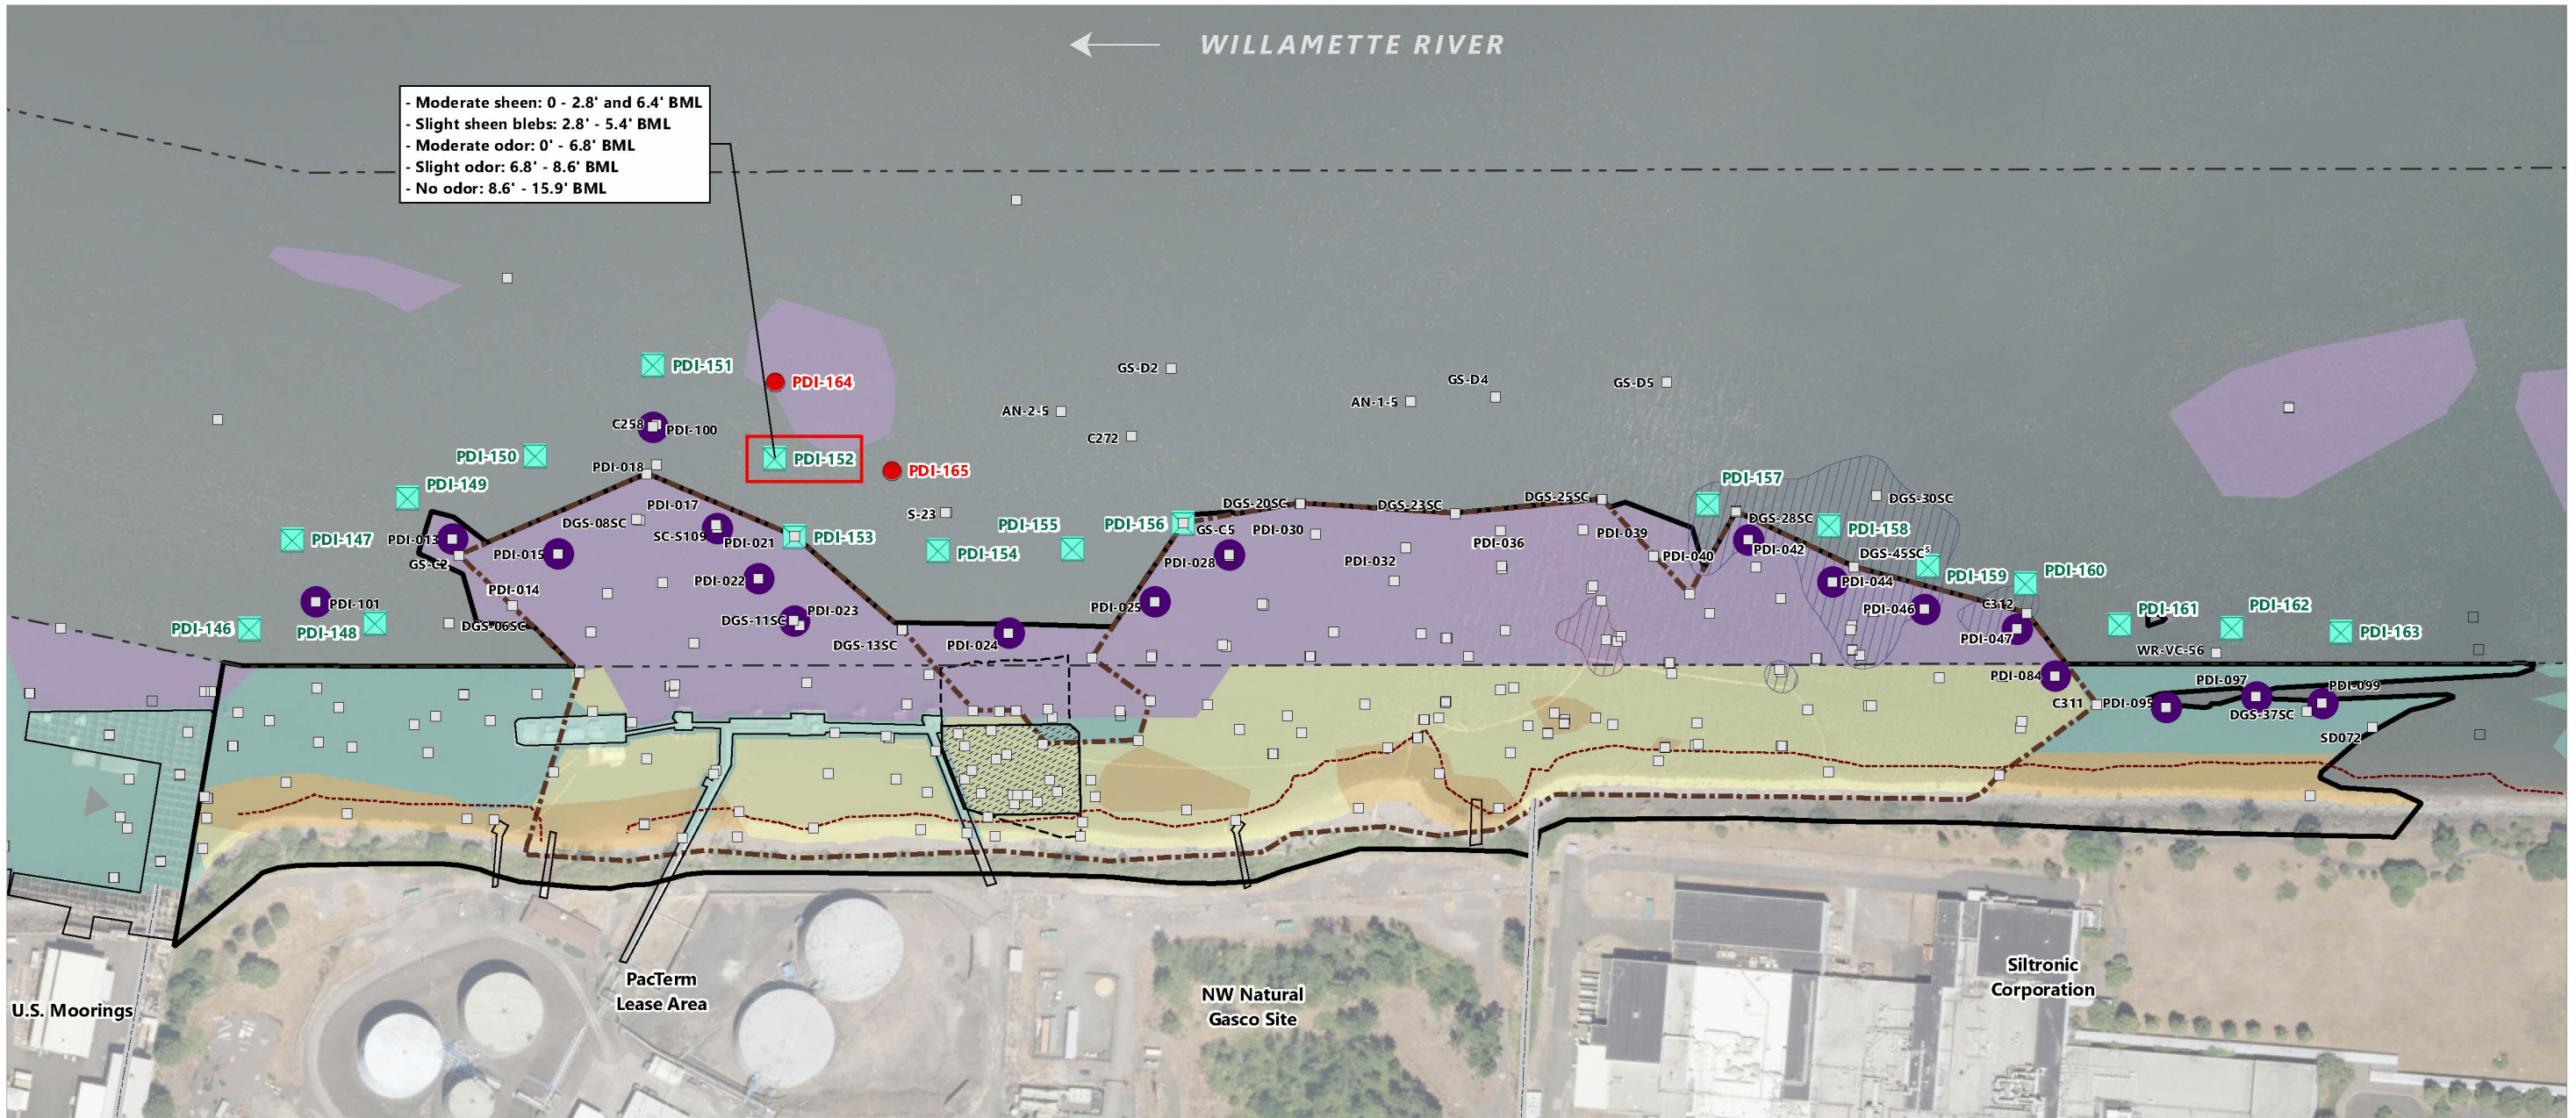 WILLAMETTE RIVER
- Moderate sheen: 0 - 2.8' and 6.4' BML
- Slight sheen blebs: 2.8' - 5.4' BML
- Moderate odor: 0' - 6.8' BML
- Slight odor: 6.8' - 8.6' BML
- No odor: 8.6' - 15.9' BML
PDI-151
GS-D2
PDI-164
GS-D4
GS-D5
AN-2-5
AN-1-5
C258
PDI-100
C272
PDI-150
PDI-018
PDI-152
PDI-165
PDI-149
PDI-157
DGS-30SC
PDI-017
DGS-20SC
DGS-23SC
DGS-25SC
S-23
DGS-08SC
PDI-155
PDI-156
GS-C5
PDI-030
DGS-28SC
PDI-158
PDI-147
PDI-013
SC-S109
PDI-021
PDI-153
PDI-036
PDI-039
PDI-042
PDI-015
PDI-154
PDI-028
PDI-032
PDI-040
DGS-45SC⁵
GS-C2
PDI-022
PDI-044
PDI-159
PDI-160
PDI-014
PDI-101
PDI-023
PDI-025
PDI-046
C312
PDI-161
PDI-162
PDI-146
PDI-148
DGS-06SC
DGS-11SC
PDI-163
DGS-13SC
PDI-024
PDI-047
WR-VC-56
PDI-084
PDI-097
PDI-099
C311
PDI-095
DGS-37SC
SD072
U.S. Moorings
PacTerm
Lease Area
NW Natural
Gasco Site
Siltronic
Corporation